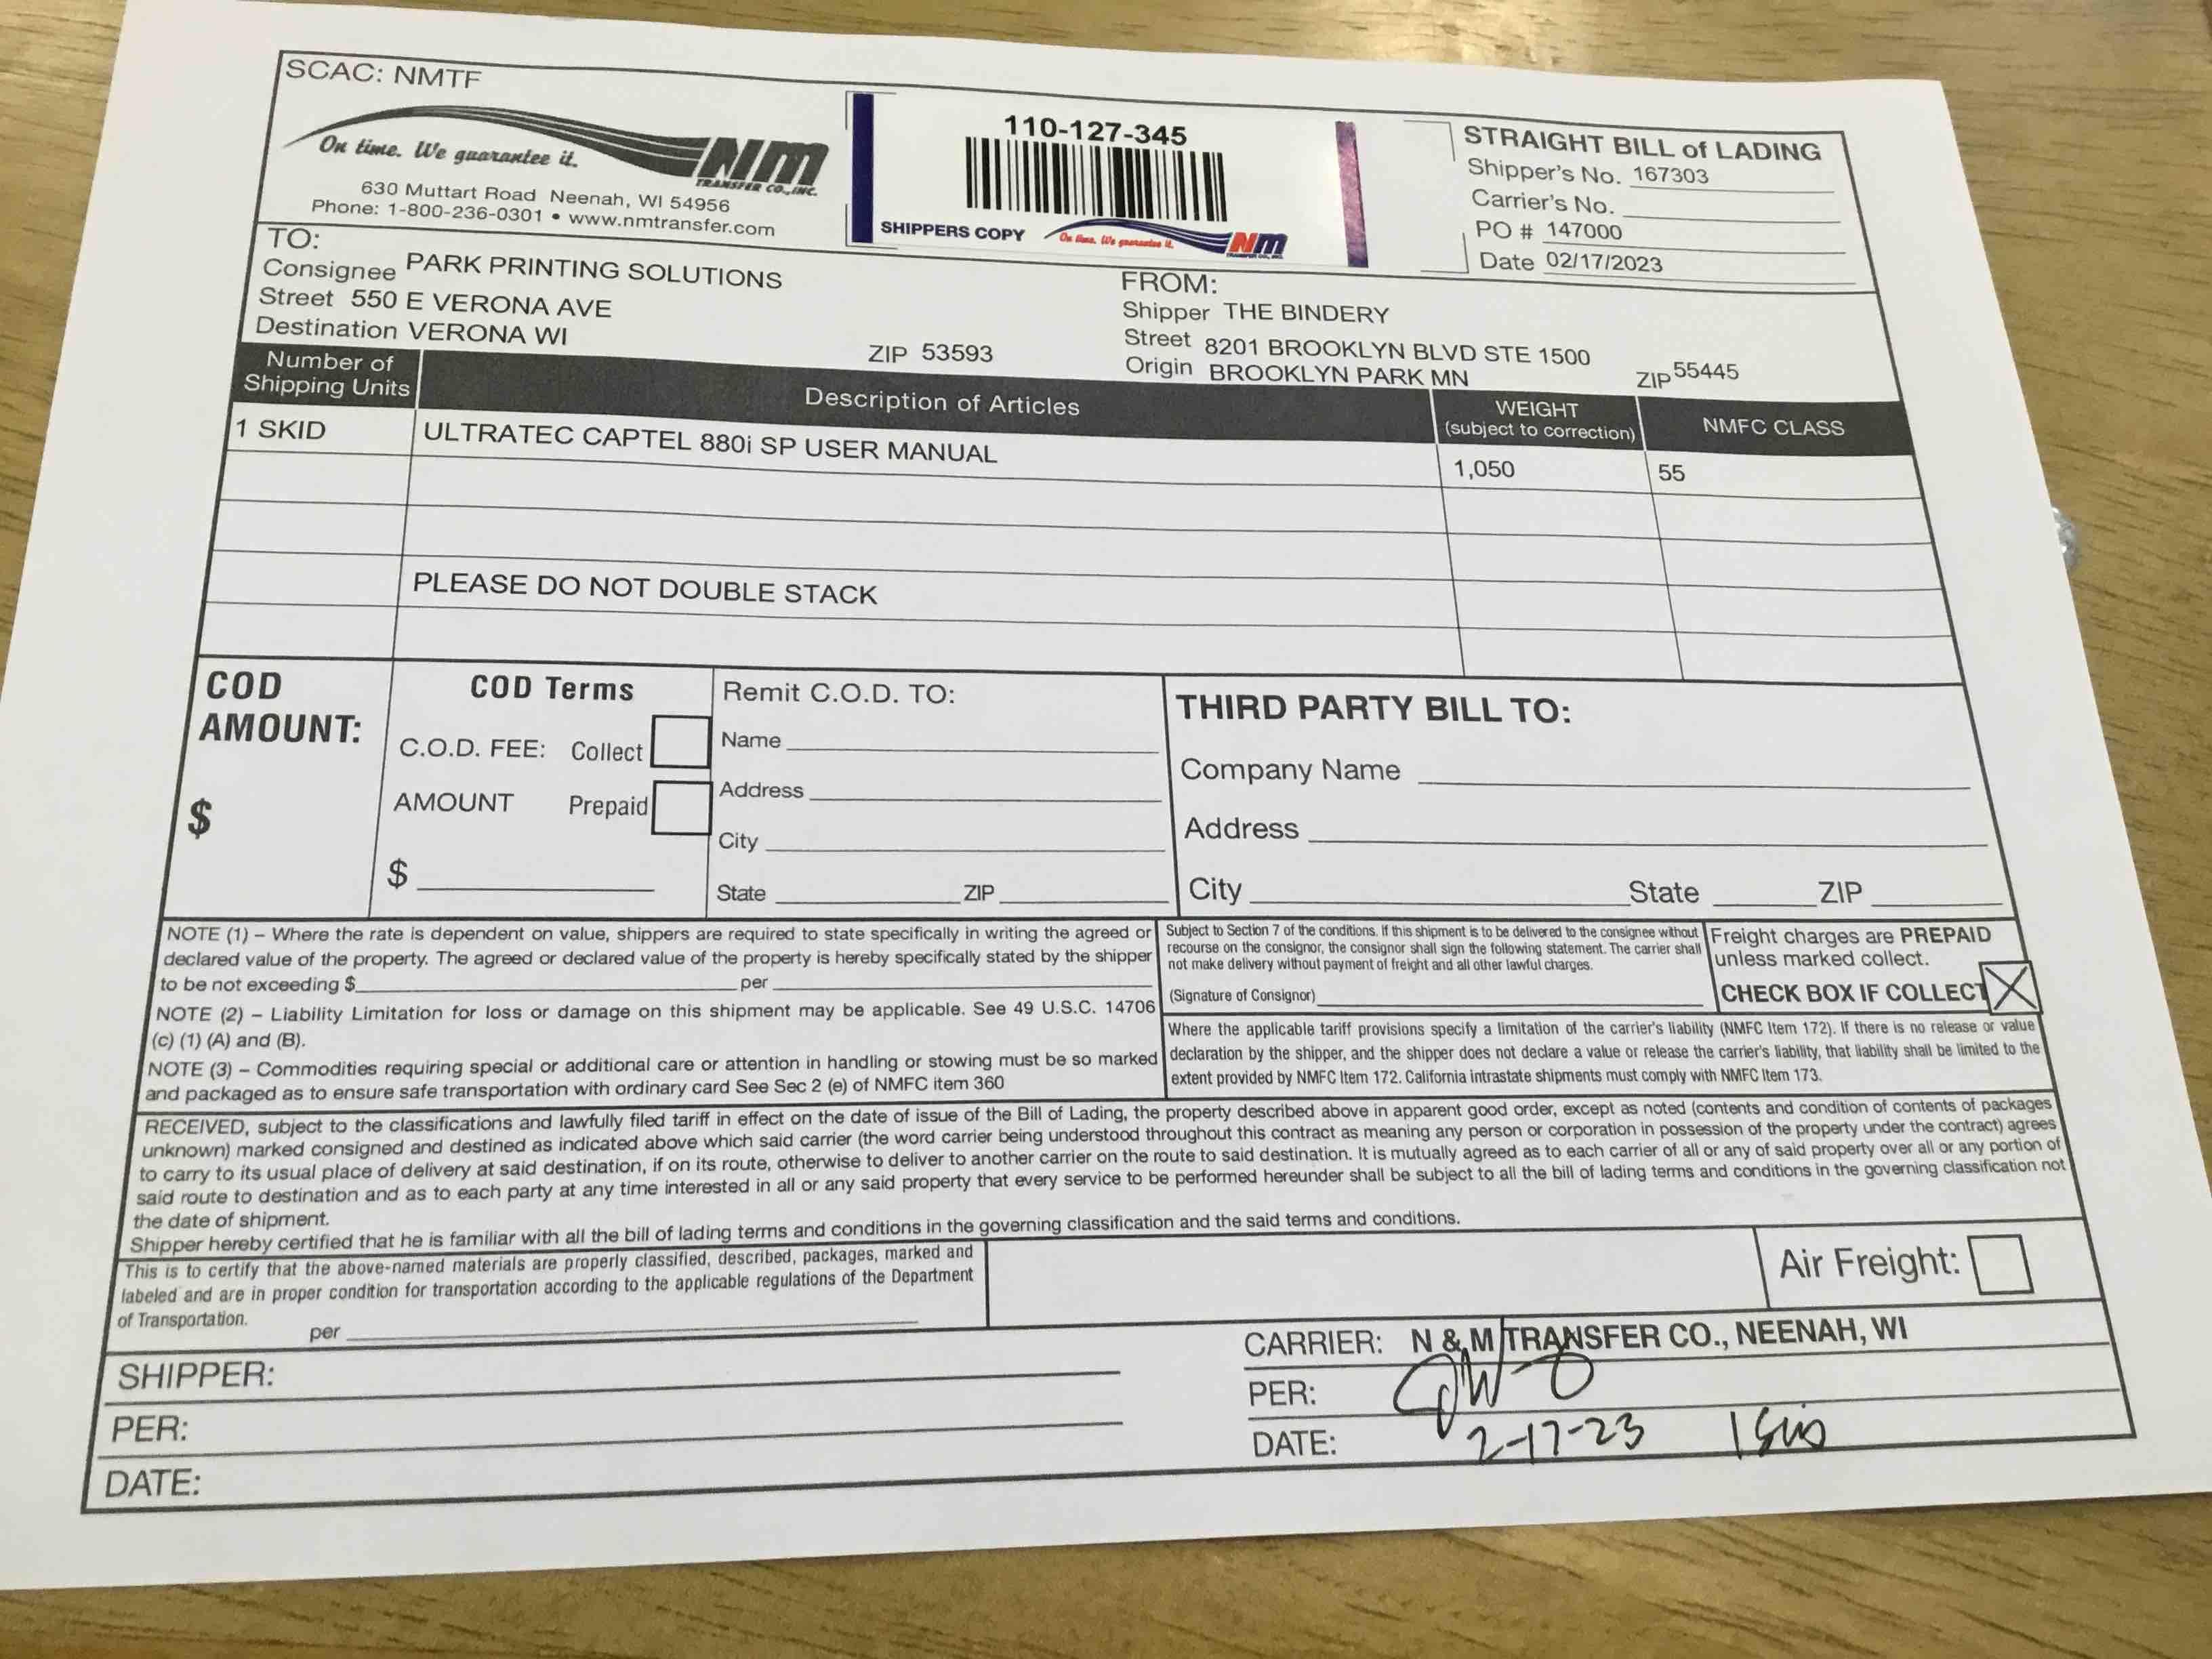 SCAC: NMTF
On time. We guarantee it.
NM
TRANSFER CO., INC.
630 Muttart Road Neenah, WI 54956
Phone: 1-800-236-0301 • www.nmtransfer.com
110-127-345
SHIPPERS COPY
On time. We guarantee it.
NM
TRANSFER CO., INC.
STRAIGHT BILL of LADING
Shipper's No. 167303
Carrier's No.
PO # 147000
Date 02/17/2023
TO:
Consignee PARK PRINTING SOLUTIONS
Street 550 E VERONA AVE
Destination VERONA WI
ZIP 53593
FROM:
Shipper THE BINDERY
Street 8201 BROOKLYN BLVD STE 1500
Origin BROOKLYN PARK MN
ZIP 55445
Number of
Shipping Units
Description of Articles
WEIGHT
(subject to correction)
NMFC CLASS
1 SKID ULTRATEC CAPTEL 880i SP USER MANUAL 1,050 55
PLEASE DO NOT DOUBLE STACK
COD
AMOUNT:
$
COD Terms
C.O.D. FEE: Collect
AMOUNT Prepaid
$
Remit C.O.D. TO:
Name
Address
City
State ZIP
THIRD PARTY BILL TO:
Company Name
Address
City State ZIP
NOTE (1) – Where the rate is dependent on value, shippers are required to state specifically in writing the agreed or
declared value of the property. The agreed or declared value of the property is hereby specifically stated by the shipper
to be not exceeding $ per
NOTE (2) – Liability Limitation for loss or damage on this shipment may be applicable. See 49 U.S.C. 14706
(c) (1) (A) and (B).
NOTE (3) – Commodities requiring special or additional care or attention in handling or stowing must be so marked
and packaged as to ensure safe transportation with ordinary card See Sec 2 (e) of NMFC item 360
Subject to Section 7 of the conditions. If this shipment is to be delivered to the consignee without
recourse on the consignor, the consignor shall sign the following statement. The carrier shall
not make delivery without payment of freight and all other lawful charges.
(Signature of Consignor)
Freight charges are PREPAID
unless marked collect.
CHECK BOX IF COLLECT X
Where the applicable tariff provisions specify a limitation of the carrier's liability (NMFC Item 172). If there is no release or value
declaration by the shipper, and the shipper does not declare a value or release the carrier's liability, that liability shall be limited to the
extent provided by NMFC Item 172. California intrastate shipments must comply with NMFC Item 173.
RECEIVED, subject to the classifications and lawfully filed tariff in effect on the date of issue of the Bill of Lading, the property described above in apparent good order, except as noted (contents and condition of contents of packages
unknown) marked consigned and destined as indicated above which said carrier (the word carrier being understood throughout this contract as meaning any person or corporation in possession of the property under the contract) agrees
to carry to its usual place of delivery at said destination, if on its route, otherwise to deliver to another carrier on the route to said destination. It is mutually agreed as to each carrier of all or any of said property over all or any portion of
said route to destination and as to each party at any time interested in all or any said property that every service to be performed hereunder shall be subject to all the bill of lading terms and conditions in the governing classification not
the date of shipment.
Shipper hereby certified that he is familiar with all the bill of lading terms and conditions in the governing classification and the said terms and conditions.
This is to certify that the above-named materials are properly classified, described, packages, marked and
labeled and are in proper condition for transportation according to the applicable regulations of the Department
of Transportation.
per
Air Freight:
SHIPPER:
PER:
DATE:
CARRIER: N & M TRANSFER CO., NEENAH, WI
PER:
DATE: 2-17-23